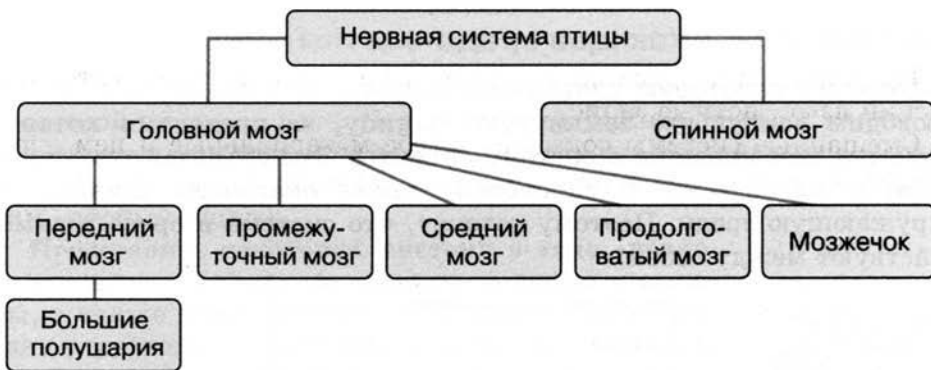 Нервная система птицы
Головной мозг
Спинной мозг
Передний
мозг
Промежу-
точный мозг
Средний
мозг
Продолго-
ватый мозг
Мозжечок
Большие
полушария